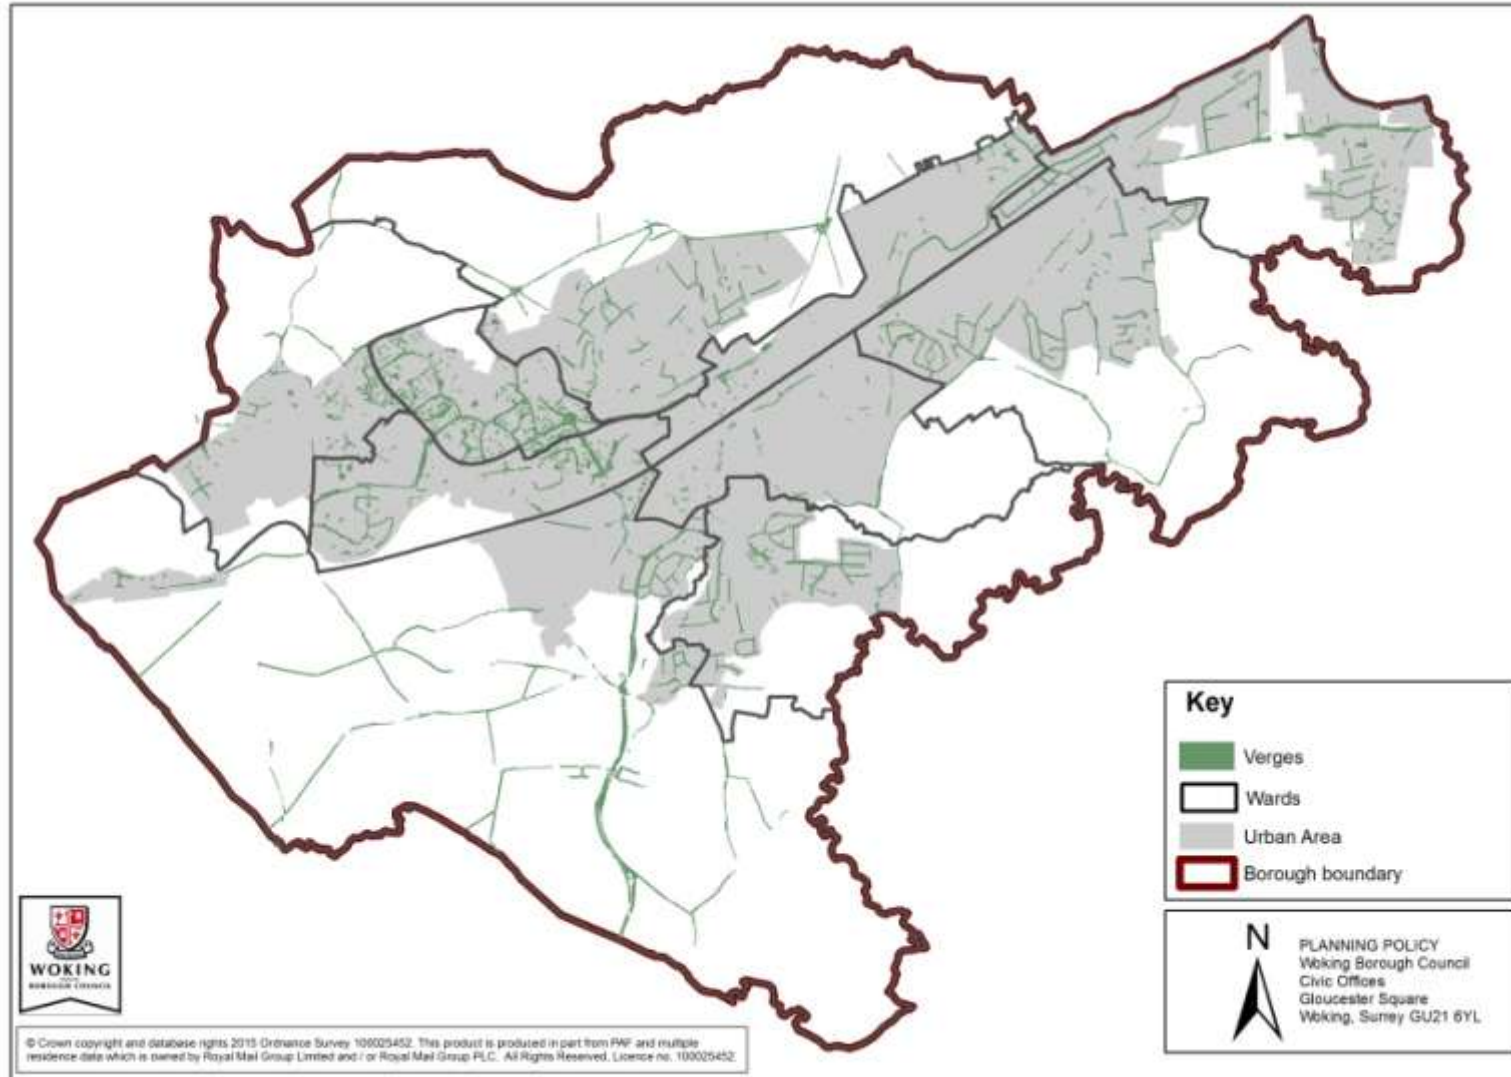 Key
Verges
Wards
Urban Area
Borough boundary
N
PLANNING POLICY
Woking Borough Council
Civic Offices
Gloucester Square
Woking, Surrey GU21 6YL
WOKING
BOROUGH COUNCIL
© Crown copyright and database rights 2015 Ordnance Survey 100025452. This product is produced in part from PAF and multiple
residence data which is owned by Royal Mail Group Limited and / or Royal Mail Group PLC. All Rights Reserved. Licence no. 100025452